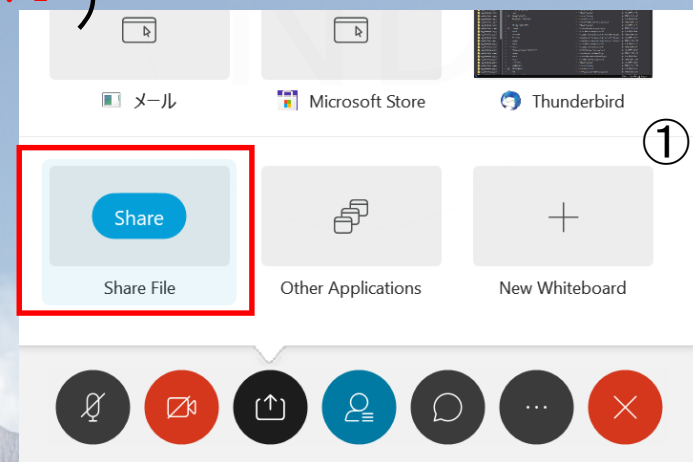 メール
Microsoft Store
Thunderbird
①
Share
Share File
Other Applications
New Whiteboard